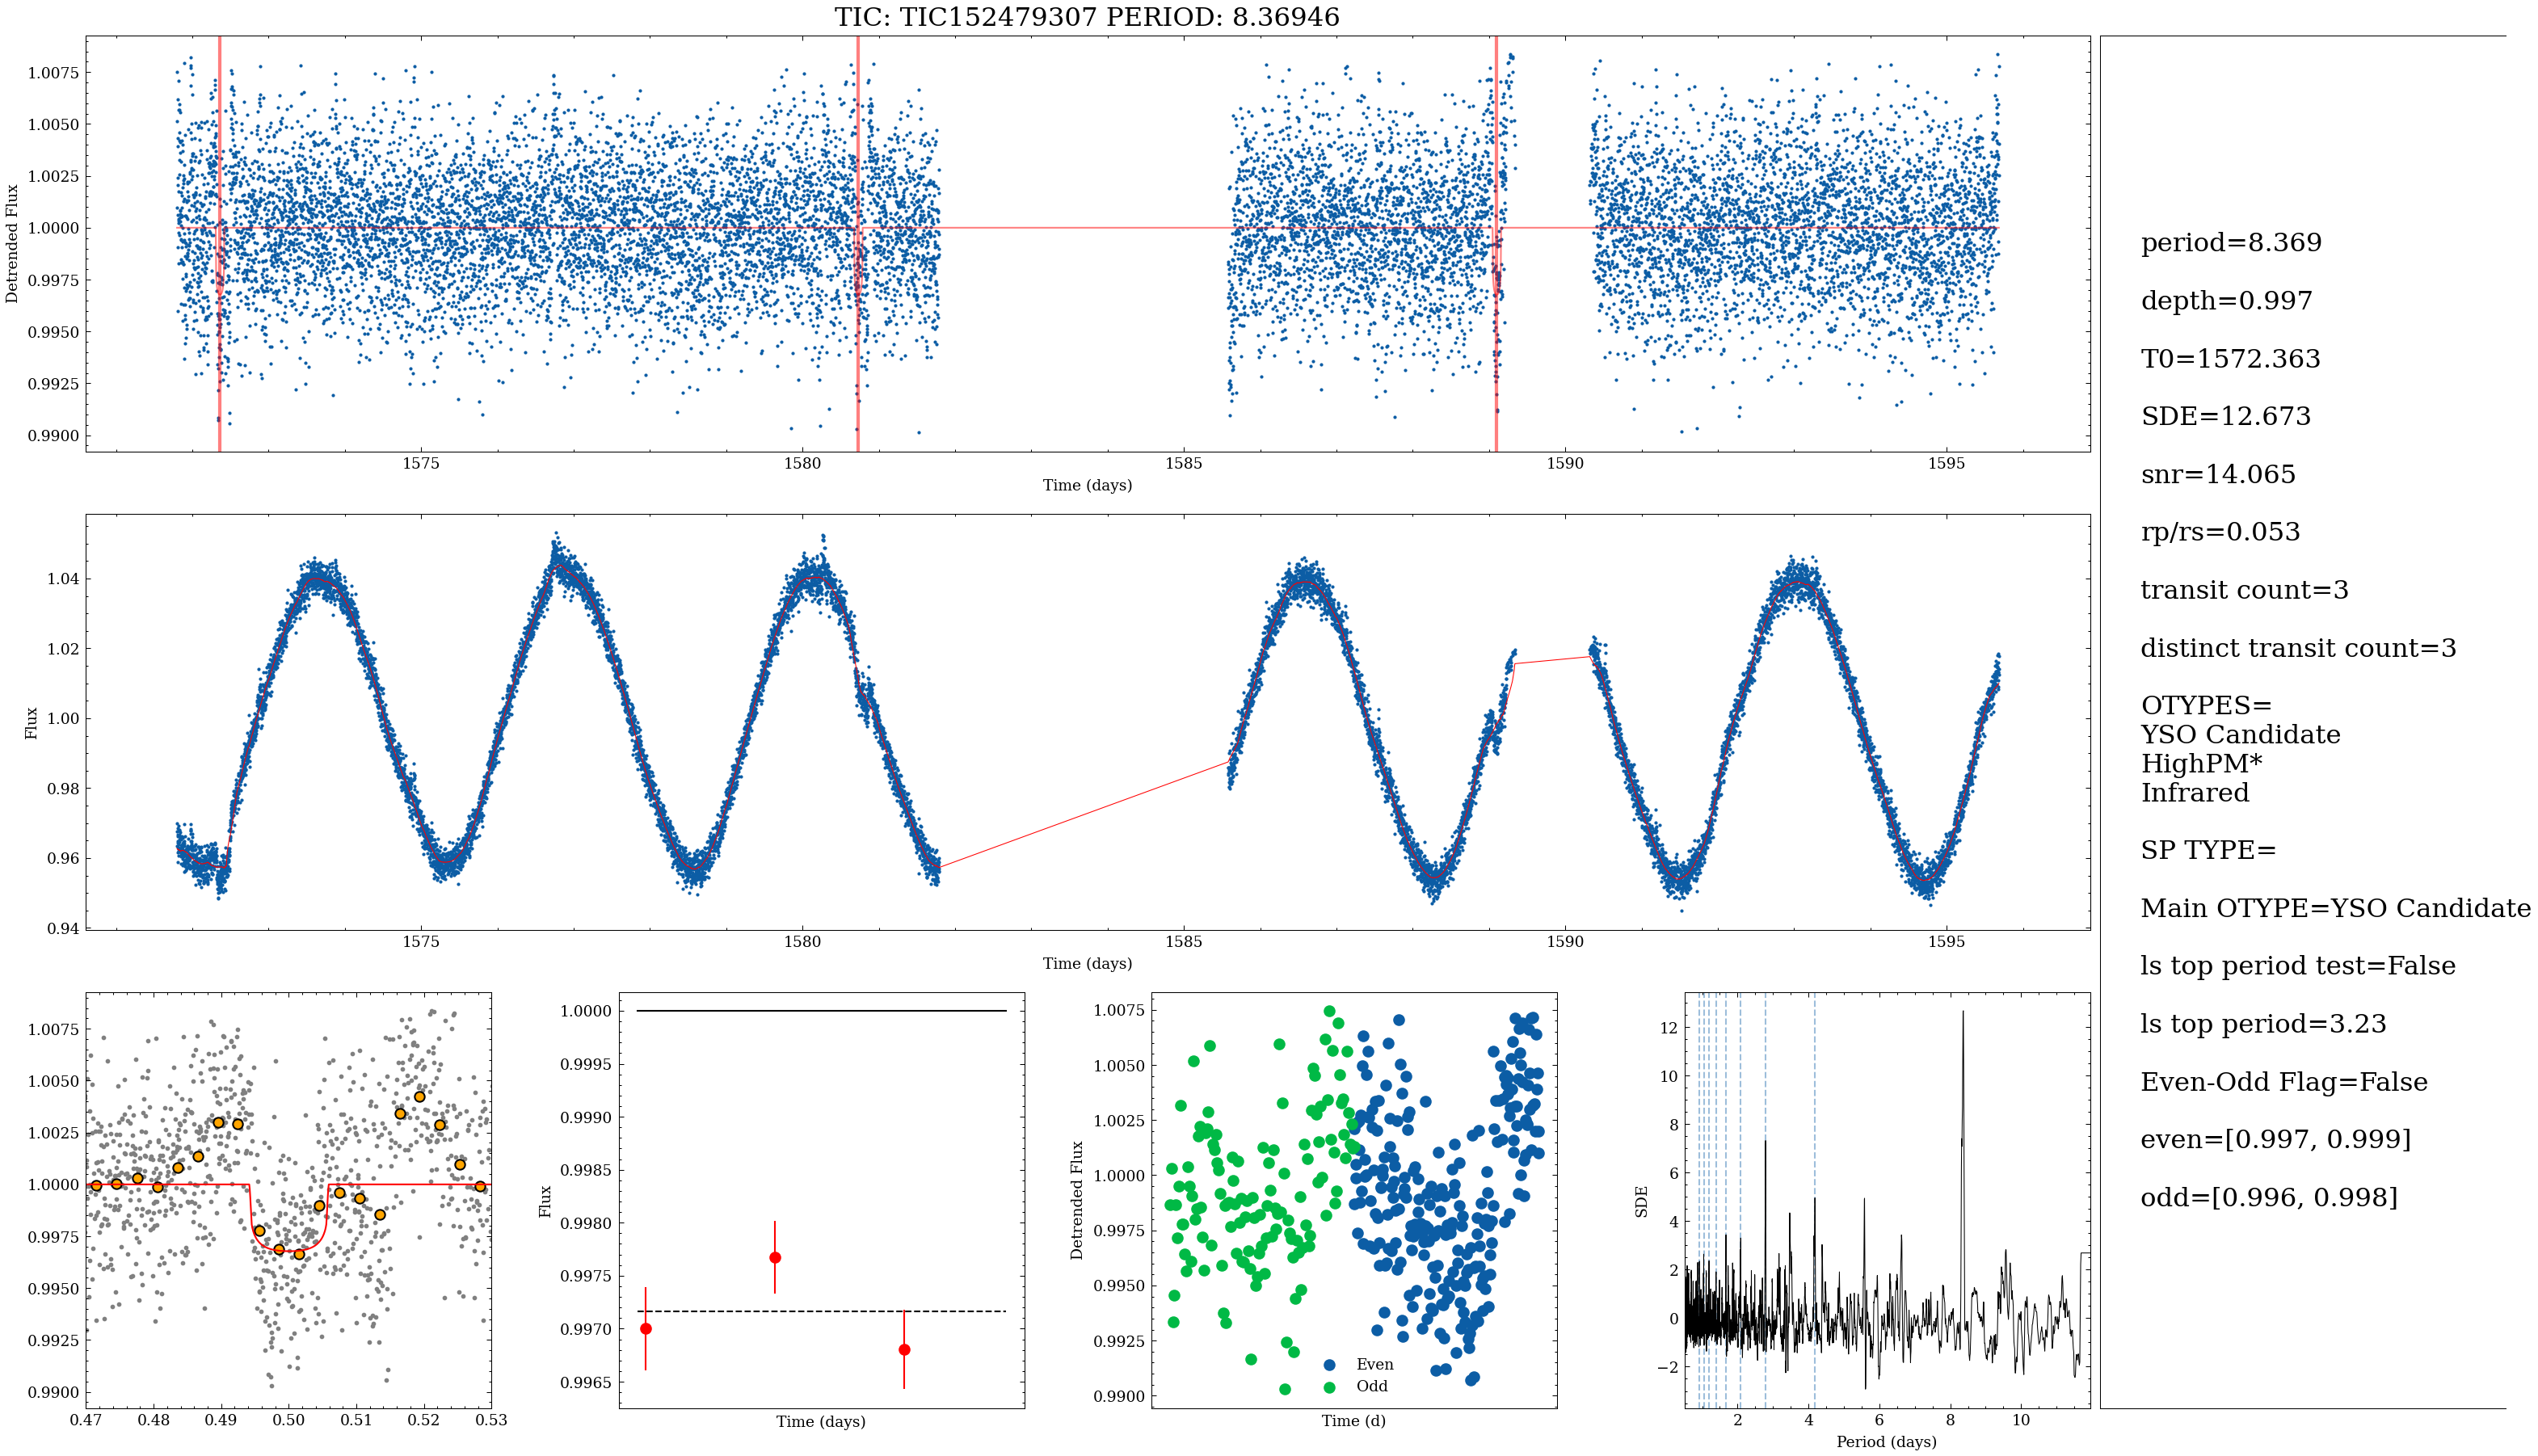 TIC: TIC152479307 PERIOD: 8.36946
1.0075
1.0050
1.0025
1.0000
0.9975
0.9950
0.9925
0.9900
Detrended Flux
1575
1580
1585
1590
1595
Time (days)
1.04
1.02
1.00
0.98
0.96
0.94
Flux
1575
1580
1585
1590
1595
Time (days)
1.0075
1.0050
1.0025
1.0000
0.9975
0.9950
0.9925
0.9900
0.47
0.48
0.49
0.50
0.51
0.52
0.53
1.0000
0.9995
0.9990
0.9985
0.9980
0.9975
0.9970
0.9965
Flux
Time (days)
1.0075
1.0050
1.0025
1.0000
0.9975
0.9950
0.9925
0.9900
Detrended Flux
Even
Odd
Time (d)
12
10
8
6
4
2
0
−2
SDE
2
4
6
8
10
Period (days)
period=8.369
depth=0.997
T0=1572.363
SDE=12.673
snr=14.065
rp/rs=0.053
transit count=3
distinct transit count=3
OTYPES=
YSO Candidate
HighPM*
Infrared
SP TYPE=
Main OTYPE=YSO Candidate
ls top period test=False
ls top period=3.23
Even-Odd Flag=False
even=[0.997, 0.999]
odd=[0.996, 0.998]